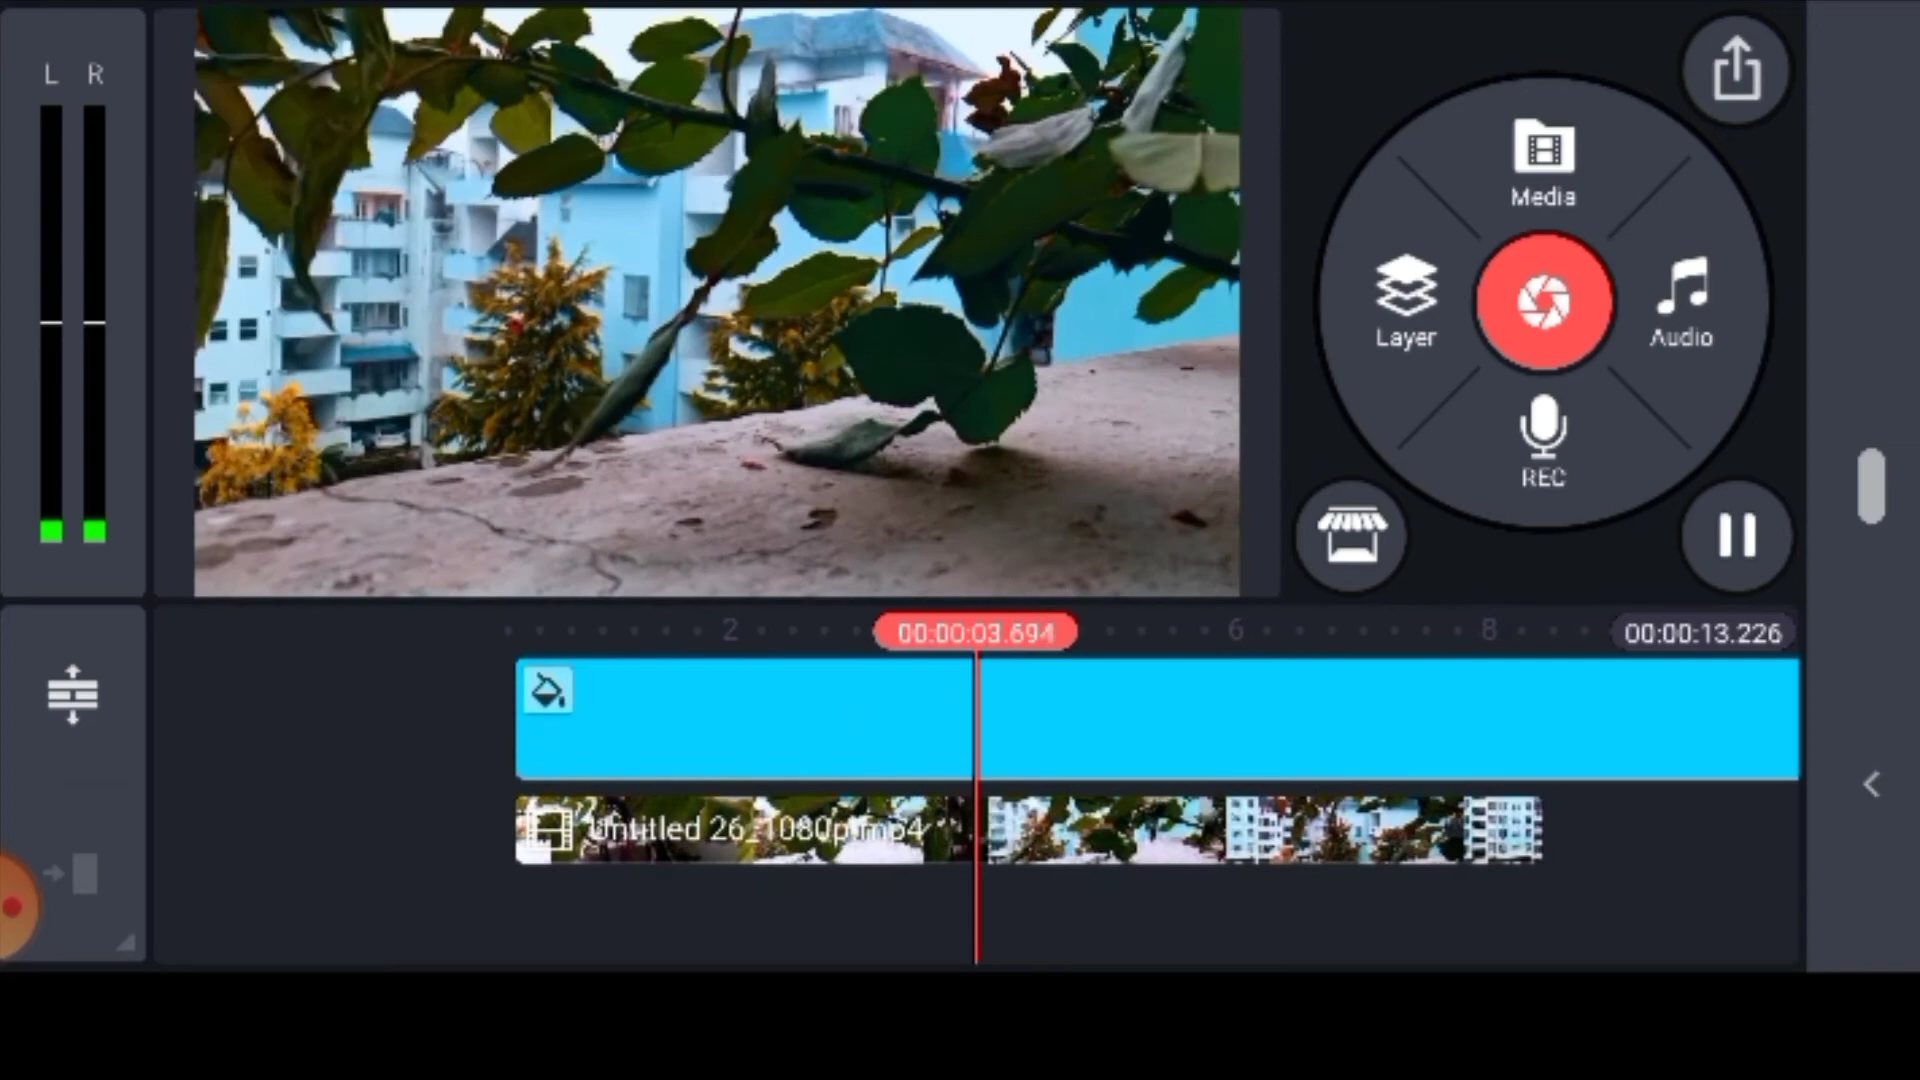 L R
Media
Layer
Audio
REC
2
00:00:03.694
6
8
00:00:13.226
Untitled 26_1080p.mp4